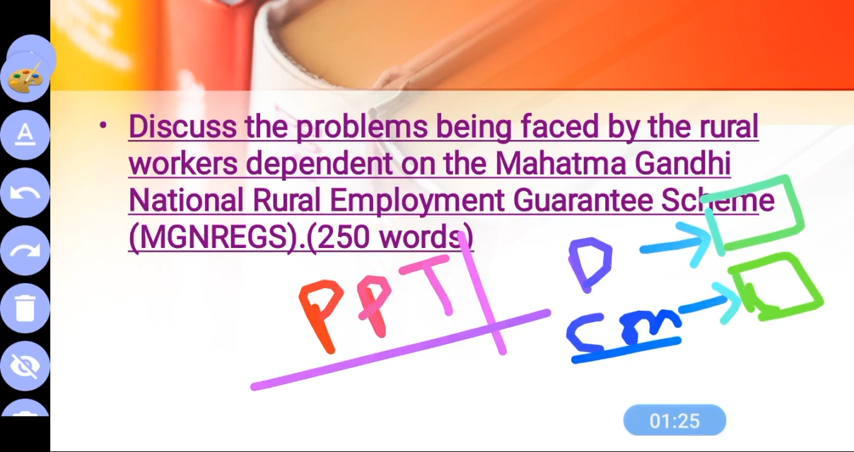 • Discuss the problems being faced by the rural
workers dependent on the Mahatma Gandhi
National Rural Employment Guarantee Scheme
(MGNREGS).(250 words)
PPT
D
Com
A
01:25